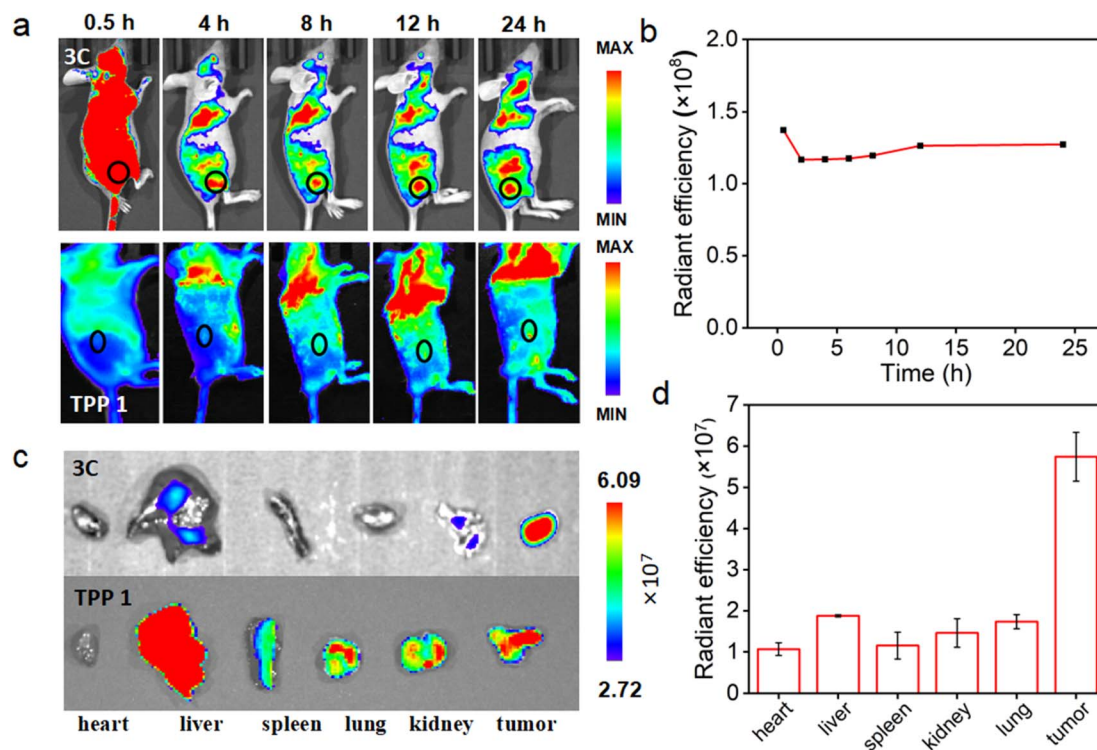 a
0.5 h 4 h 8 h 12 h 24 h
3C
MAX
MIN
TPP 1
MAX
MIN
b
Radiant efficiency (×10⁸)
2.0
1.5
1.0
0.5
0.0
0 5 10 15 20 25
Time (h)
c
3C
TPP 1
6.09
×10⁷
2.72
heart liver spleen lung kidney tumor
d
Radiant efficiency (×10⁷)
7
6
5
4
3
2
1
0
heart liver spleen kidney lung tumor